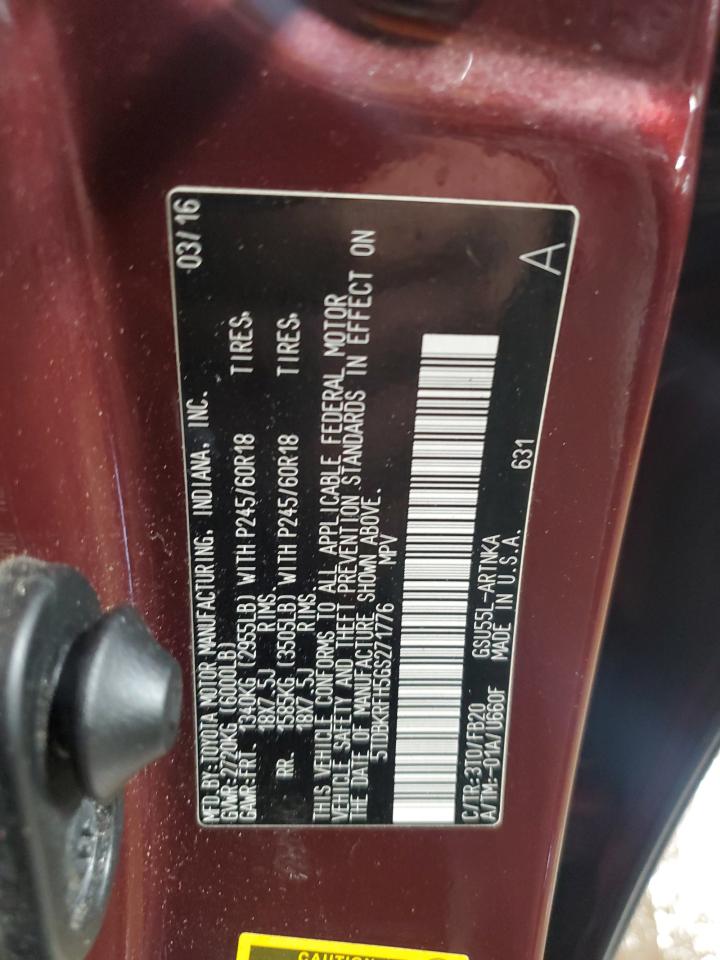 MFD.BY:TOYOTA MOTOR MANUFACTURING, INDIANA, INC. 03/16
GVWR:2720KG (6000LB)
GAWR:FRT. 1340KG (2955LB) WITH P245/60R18 TIRES,
18X7.5J RIMS.
RR. 1585KG (3505LB) WITH P245/60R18 TIRES,
18X7.5J RIMS.
THIS VEHICLE CONFORMS TO ALL APPLICABLE FEDERAL MOTOR
VEHICLE SAFETY AND THEFT PREVENTION STANDARDS IN EFFECT ON
THE DATE OF MANUFACTURE SHOWN ABOVE.
5TDBKRFH5GS271776 MPV
C/TR:3T0/FB20 GSU55L-ARTNKA 631
A/TM-01A/U660F MADE IN U.S.A. A
CAUTION